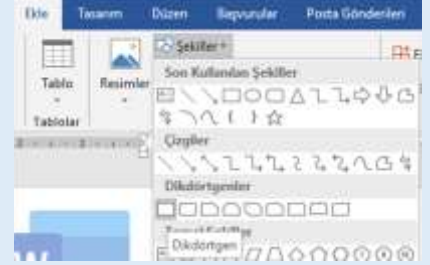 Ekle Tasarım Düzen Başvurular Posta Gönderileri
Şekiller
Tablo
Resimler
Tablolar
Son Kullanılan Şekiller
Çizgiler
Dikdörtgenler
Dikdörtgen